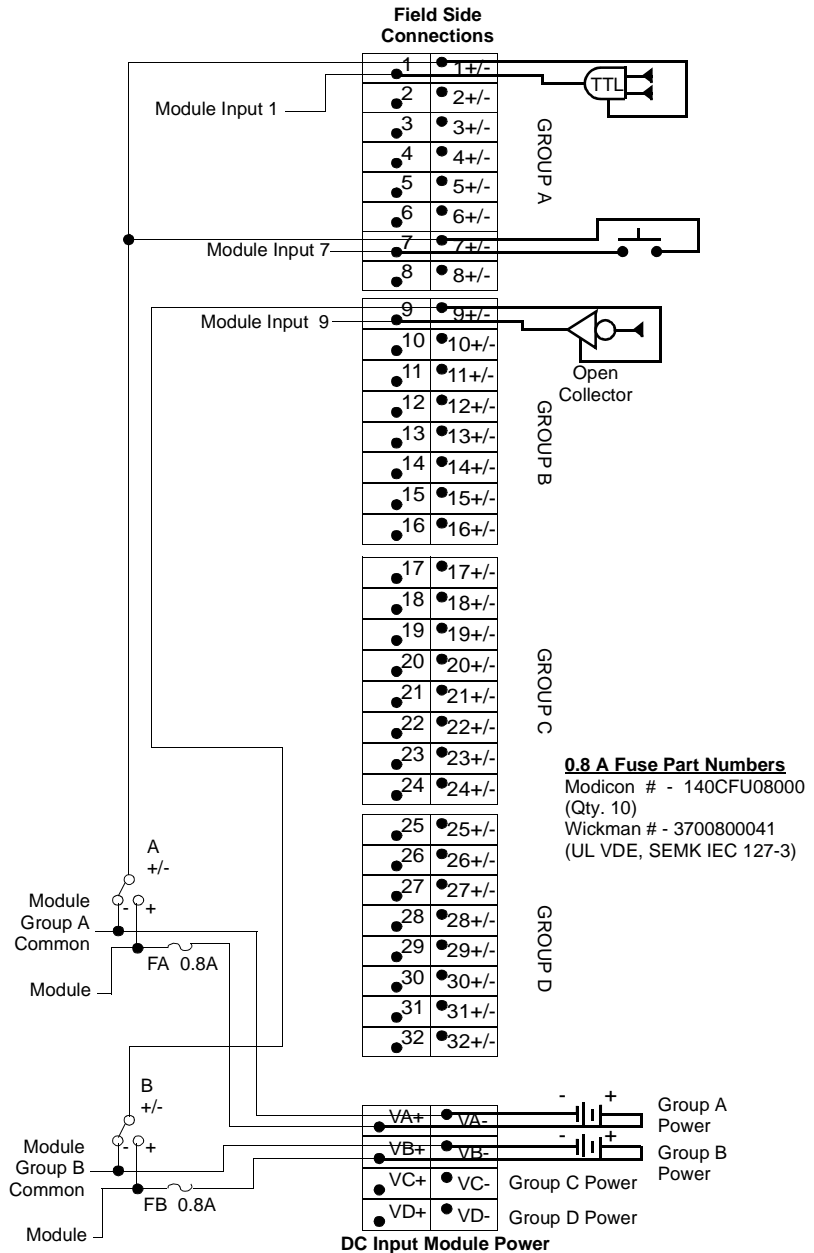 Field Side
Connections
1 1+/-
TTL
Module Input 1
2 2+/-
3 3+/-
4 4+/-
5 5+/-
6 6+/-
GROUP A
Module Input 7
7 7+/-
8 8+/-
Module Input 9
9 9+/-
10 10+/-
Open
Collector
11 11+/-
12 12+/-
13 13+/-
14 14+/-
15 15+/-
16 16+/-
GROUP B
17 17+/-
18 18+/-
19 19+/-
20 20+/-
21 21+/-
22 22+/-
23 23+/-
24 24+/-
GROUP C
0.8 A Fuse Part Numbers
Modicon # - 140CFU08000
(Qty. 10)
Wickman # - 3700800041
(UL VDE, SEMK IEC 127-3)
25 25+/-
26 26+/-
27 27+/-
28 28+/-
29 29+/-
30 30+/-
31 31+/-
32 32+/-
GROUP D
A
+/-
Module
Group A
Common
- +
FA 0.8A
Module
B
+/-
Module
Group B
Common
- +
FB 0.8A
Module
VA+ VA-
- +
Group A
Power
VB+ VB-
- +
Group B
Power
VC+ VC- Group C Power
VD+ VD- Group D Power
DC Input Module Power